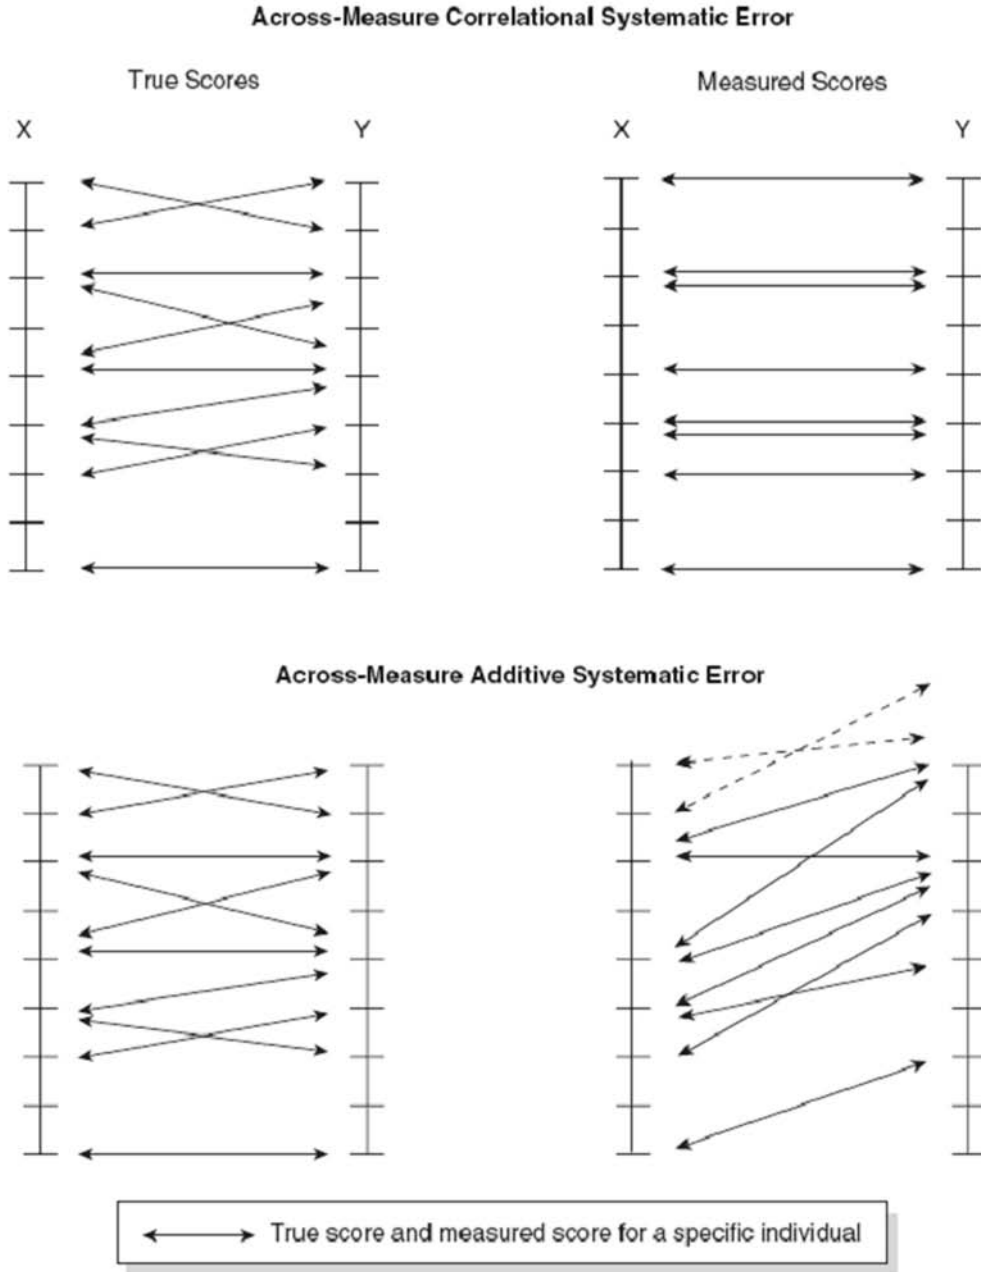 Across-Measure Correlational Systematic Error
True Scores
Measured Scores
X
Y
X
Y
Across-Measure Additive Systematic Error
True score and measured score for a specific individual